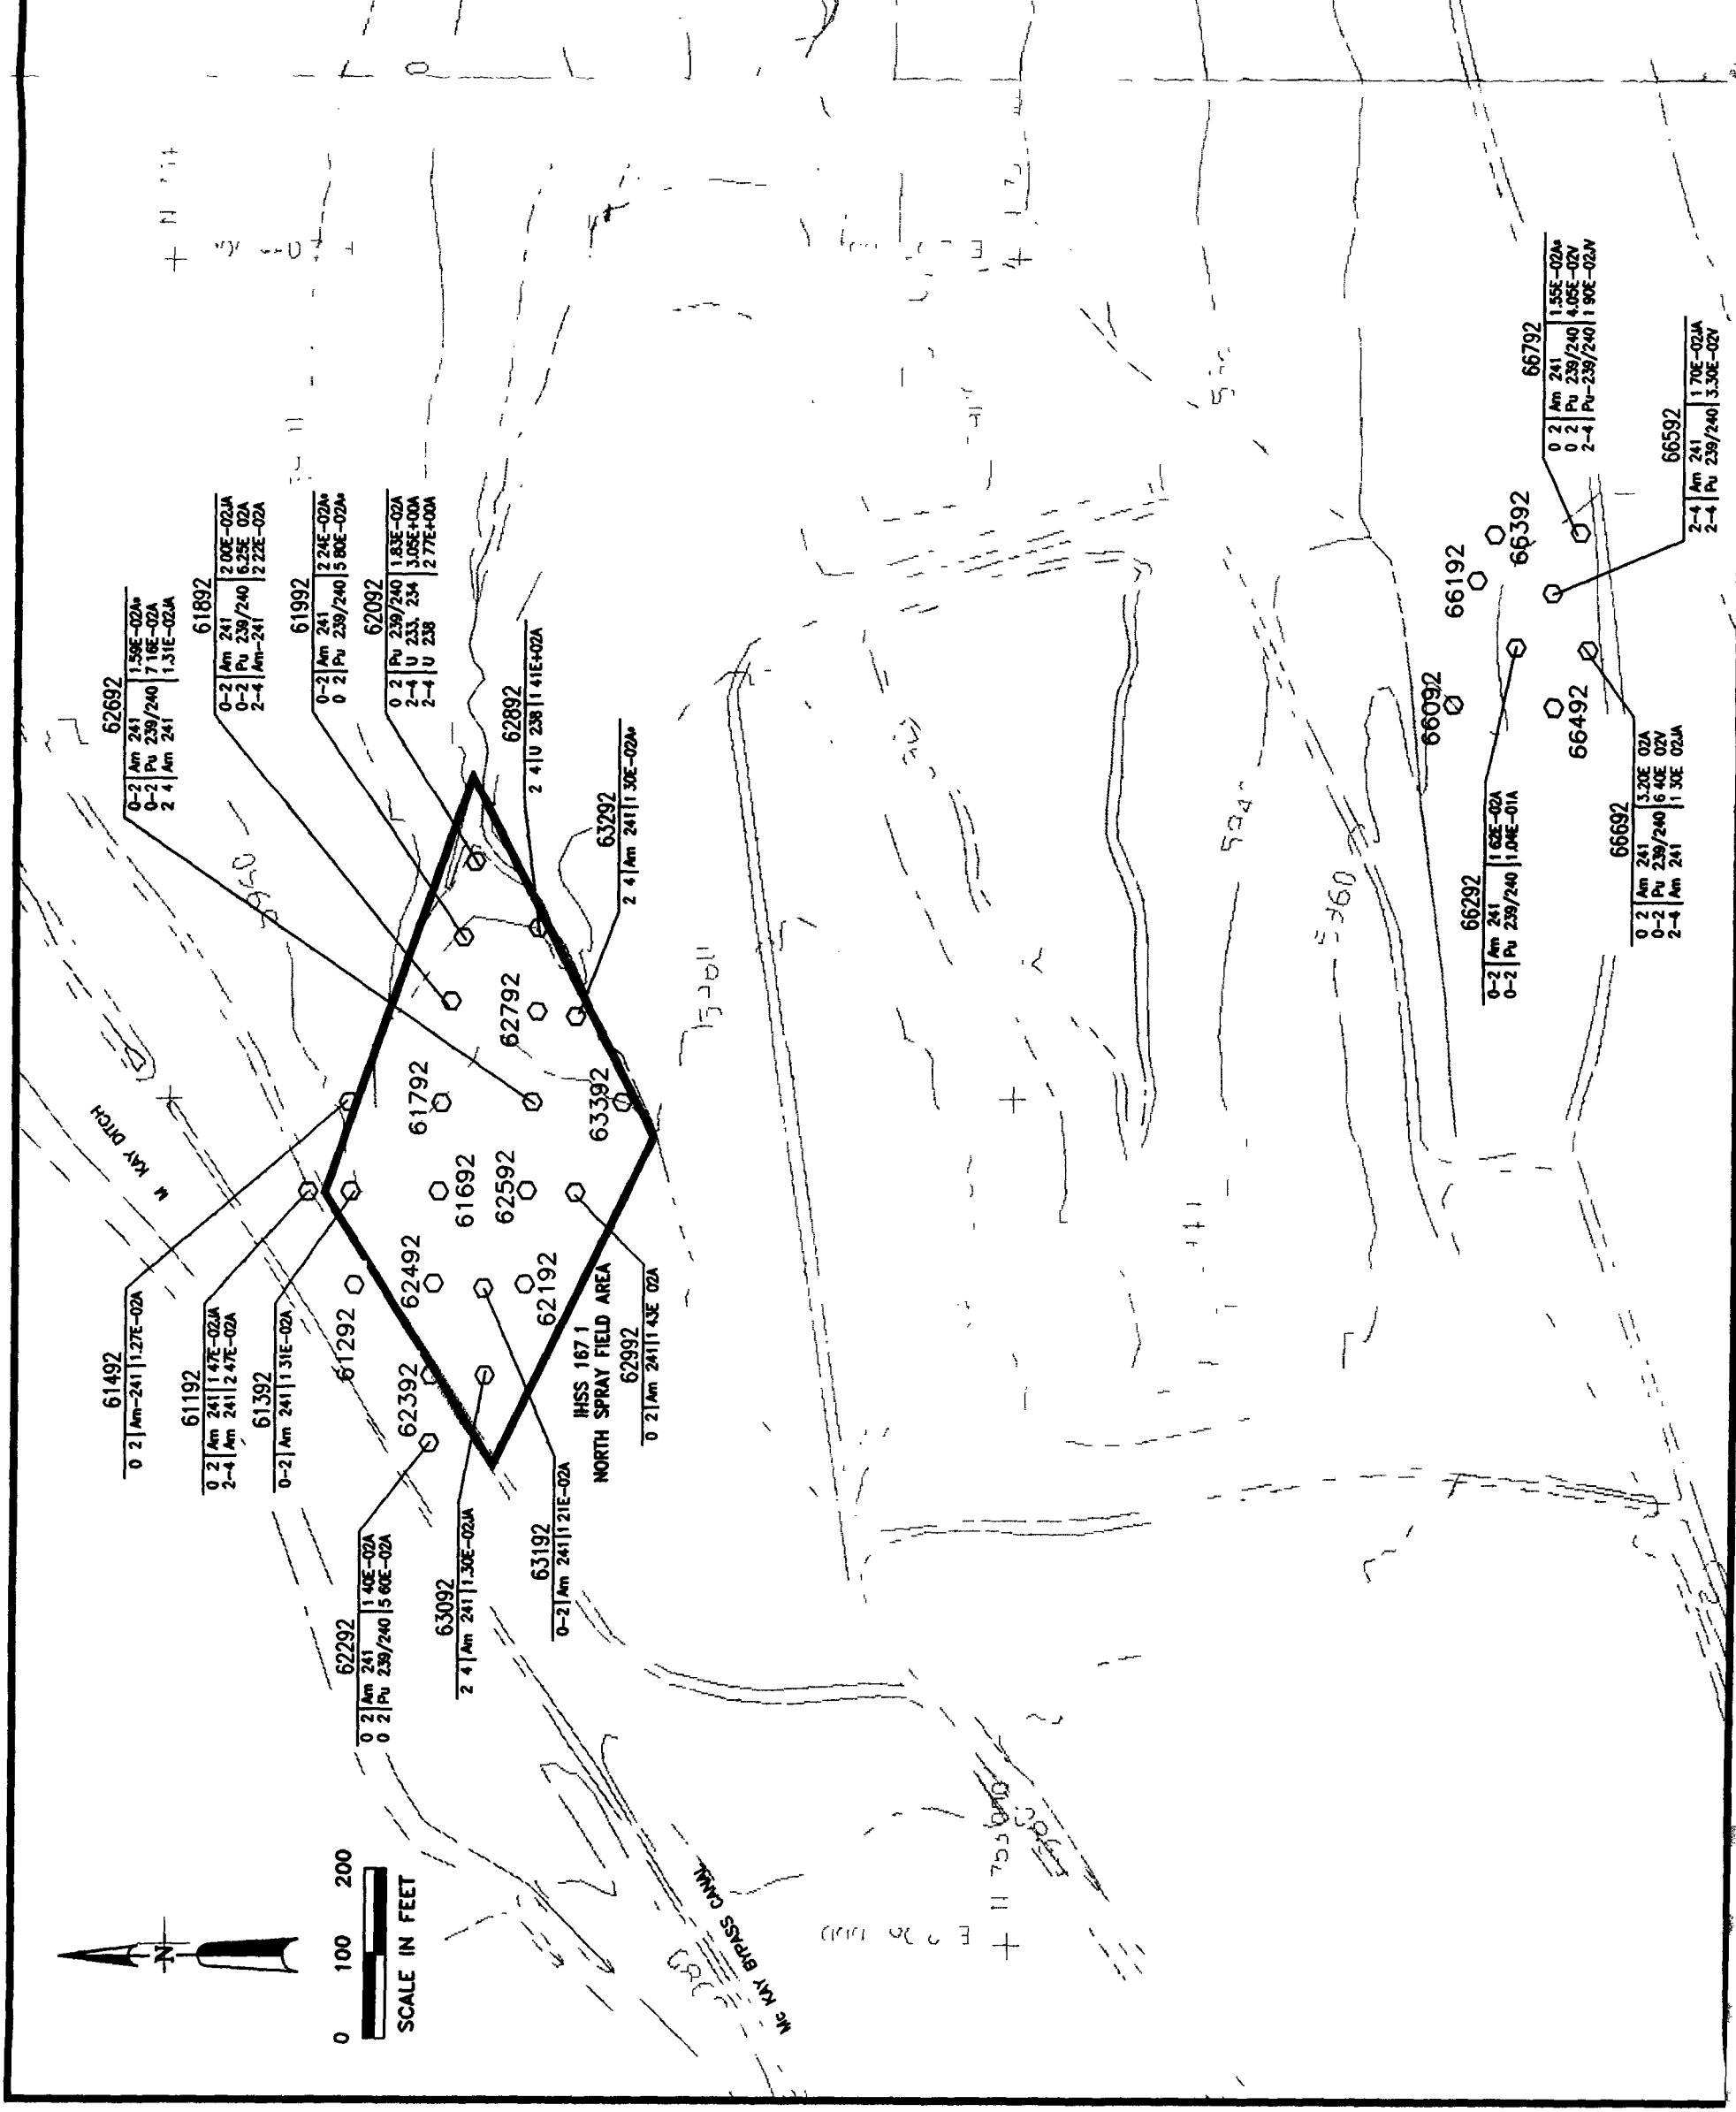 N
0 100 200
SCALE IN FEET
Mc KAY BYPASS CANAL
M KAY DITCH
61492
0 2 | Am-241 | 1.27E-02A
61192
0 2 | Am 241 | 1 47E-02JA
2-4 | Am 241 | 2 47E-02A
61392
0-2 | Am 241 | 1 31E-02A
62292
0 2 | Am 241 | 1 40E-02A
0 2 | Pu 239/240 | 5 60E-02A
63092
2 4 | Am 241 | 1.30E-02JA
63192
0-2 | Am 241 | 1 21E-02A
IHSS 167 1
NORTH SPRAY FIELD AREA
62992
0 2 | Am 241 | 1 43E 02A
61292
62392
62492
62192
61692
62592
61792
63392
62792
62692
0-2 | Am 241 | 1.59E-02A*
0-2 | Pu 239/240 | 7 16E-02A
2 4 | Am 241 | 1.31E-02JA
61892
0-2 | Am 241 | 2 00E-02JA
0-2 | Pu 239/240 | 6.25E 02A
2-4 | Am-241 | 2 22E-02A
61992
0-2 | Am 241 | 2 24E-02A*
0 2 | Pu 239/240 | 5 80E-02A*
62092
0 2 | Pu 239/240 | 1.83E-02A
2-4 | U 233, 234 | 3.05E+00A
2-4 | U 238 | 2 77E+00A
62892
2 4 | U 238 | 1 41E+02A
63292
2 4 | Am 241 | 1 30E-02A*
5960
66092
66192
66392
66492
66292
0-2 | Am 241 | 1 62E-02A
0-2 | Pu 239/240 | 1.04E-01A
66692
0 2 | Am 241 | 3.20E 02A
0-2 | Pu 239/240 | 6 40E 02V
2-4 | Am 241 | 1 30E 02JA
66792
0 2 | Am 241 | 1.55E-02A*
0 2 | Pu 239/240 | 4.05E-02V
2-4 | Pu-239/240 | 1 90E-02JV
66592
2-4 | Am 241 | 1 70E-02JA
2-4 | Pu 239/240 | 3.30E-02V